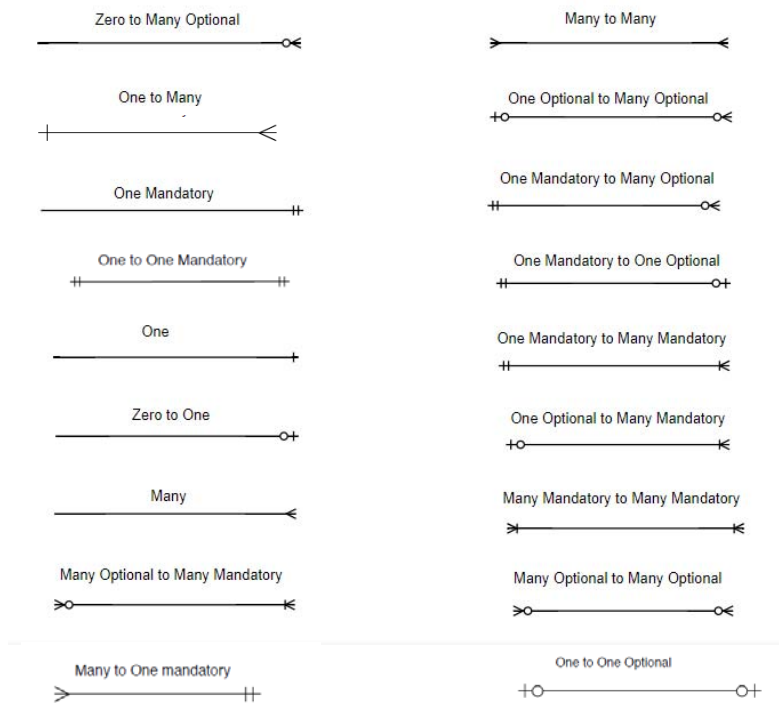 Zero to Many Optional
Many to Many
One to Many
One Optional to Many Optional
One Mandatory
One Mandatory to Many Optional
One to One Mandatory
One Mandatory to One Optional
One
One Mandatory to Many Mandatory
Zero to One
One Optional to Many Mandatory
Many
Many Mandatory to Many Mandatory
Many Optional to Many Mandatory
Many Optional to Many Optional
Many to One mandatory
One to One Optional